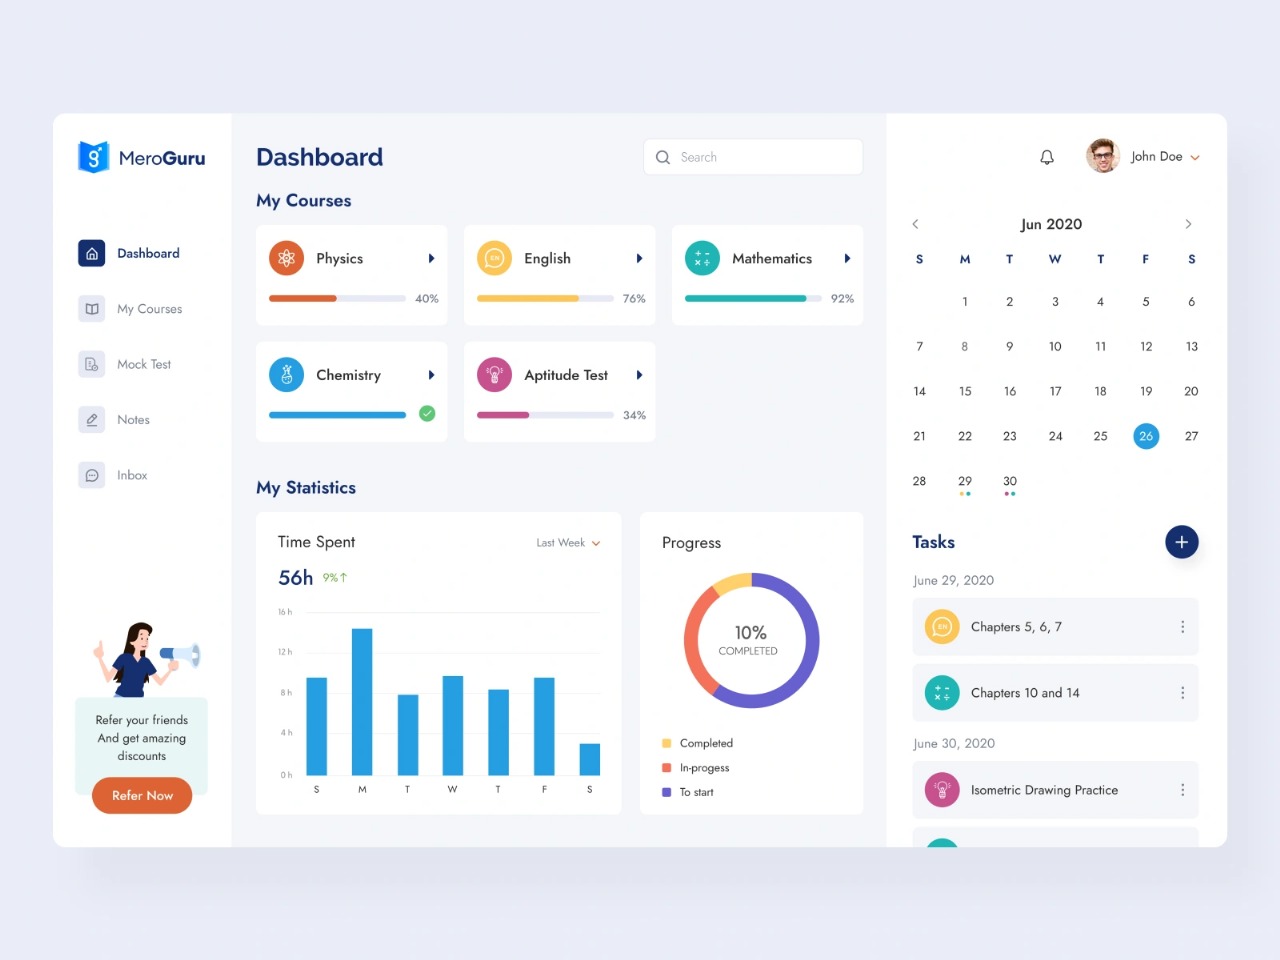 MeroGuru
Dashboard
My Courses
Mock Test
Notes
Inbox
Refer your friends
And get amazing
discounts
Refer Now
Dashboard
Search
My Courses
Physics
40%
English
76%
Mathematics
92%
Chemistry
Aptitude Test
34%
My Statistics
Time Spent
Last Week
56h 9%↑
16 h
12 h
8 h
4 h
0 h
S M T W T F S
Progress
10%
COMPLETED
Completed
In-progess
To start
John Doe
Jun 2020
S M T W T F S
1 2 3 4 5 6
7 8 9 10 11 12 13
14 15 16 17 18 19 20
21 22 23 24 25 26 27
28 29 30
Tasks
June 29, 2020
EN
Chapters 5, 6, 7
Chapters 10 and 14
June 30, 2020
Isometric Drawing Practice